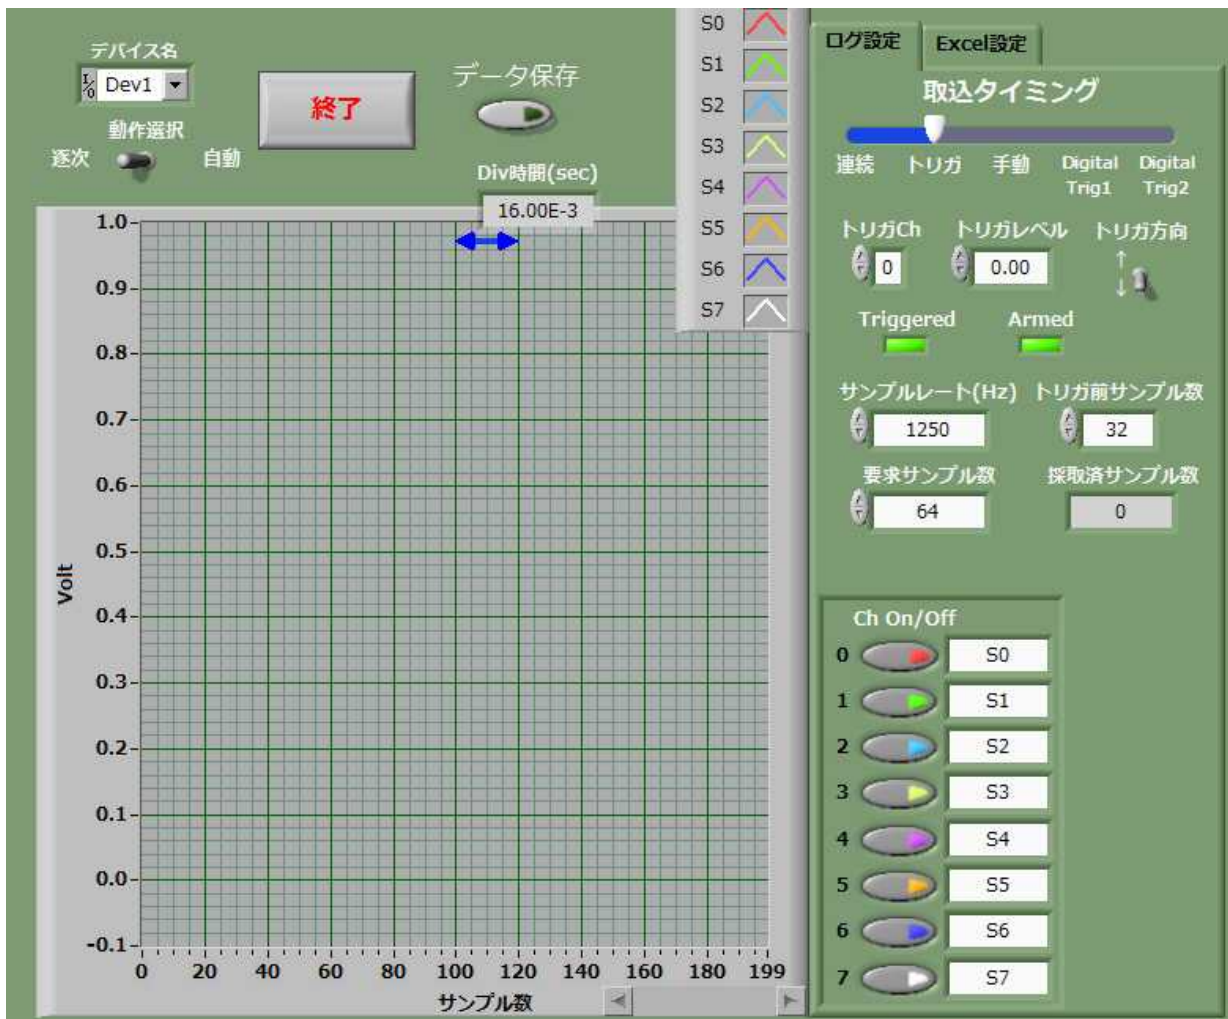 デバイス名
Dev1
動作選択
逐次
自動
終了
データ保存
Div時間(sec)
16.00E-3
S0
S1
S2
S3
S4
S5
S6
S7
1.0
0.9
0.8
0.7
0.6
0.5
0.4
0.3
0.2
0.1
0.0
-0.1
Volt
0 20 40 60 80 100 120 140 160 180 199
サンプル数
ログ設定 Excel設定
取込タイミング
連続 トリガ 手動 Digital Trig1 Digital Trig2
トリガCh トリガレベル トリガ方向
0 0.00
↑
↓
Triggered Armed
サンプルレート(Hz) トリガ前サンプル数
1250 32
要求サンプル数 採取済サンプル数
64 0
Ch On/Off
0 S0
1 S1
2 S2
3 S3
4 S4
5 S5
6 S6
7 S7